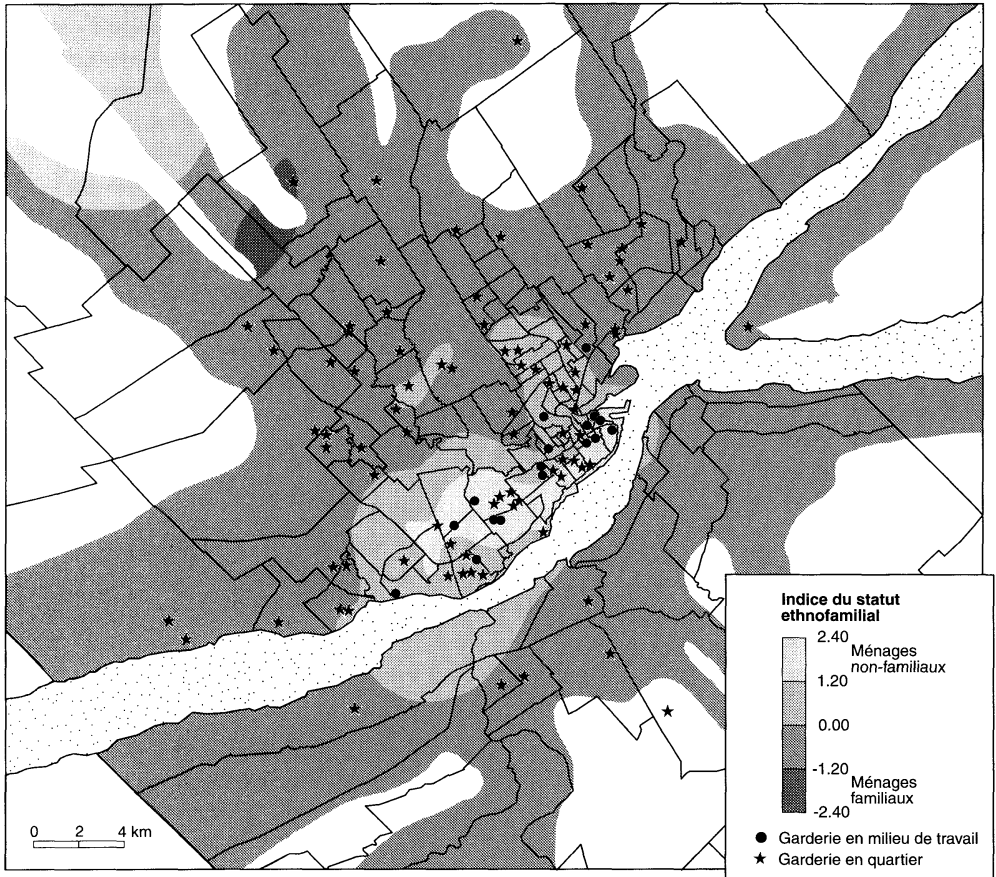 Indice du statut
ethnofamilial
2.40
Ménages
non-familiaux
1.20
0.00
-1.20
Ménages
familiaux
-2.40
0 2 4 km
Garderie en milieu de travail
Garderie en quartier